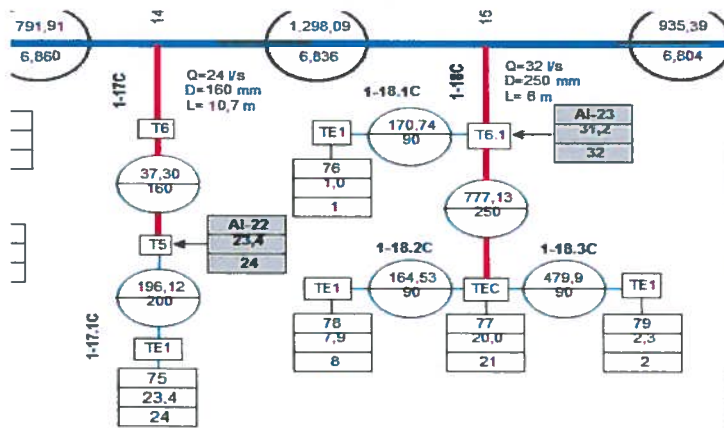 791,91
6,860
14
1,298,09
6,836
15
935,39
6,804
Q=24 l/s
D=160 mm
L= 10,7 m
1-17C
T6
37,30
160
T5
AI-22
23,4
24
196,12
200
1-17.1C
TE1
75
23,4
24
Q=32 l/s
D=250 mm
L= 6 m
1-18C
1-18.1C
TE1
170.74
90
T6.1
AI-23
31,2
32
76
1,0
1
777,13
250
1-18.2C
1-18.3C
TE1
164,53
90
TEC
479,9
90
TE1
78
7,9
8
77
20,0
21
79
2,3
2